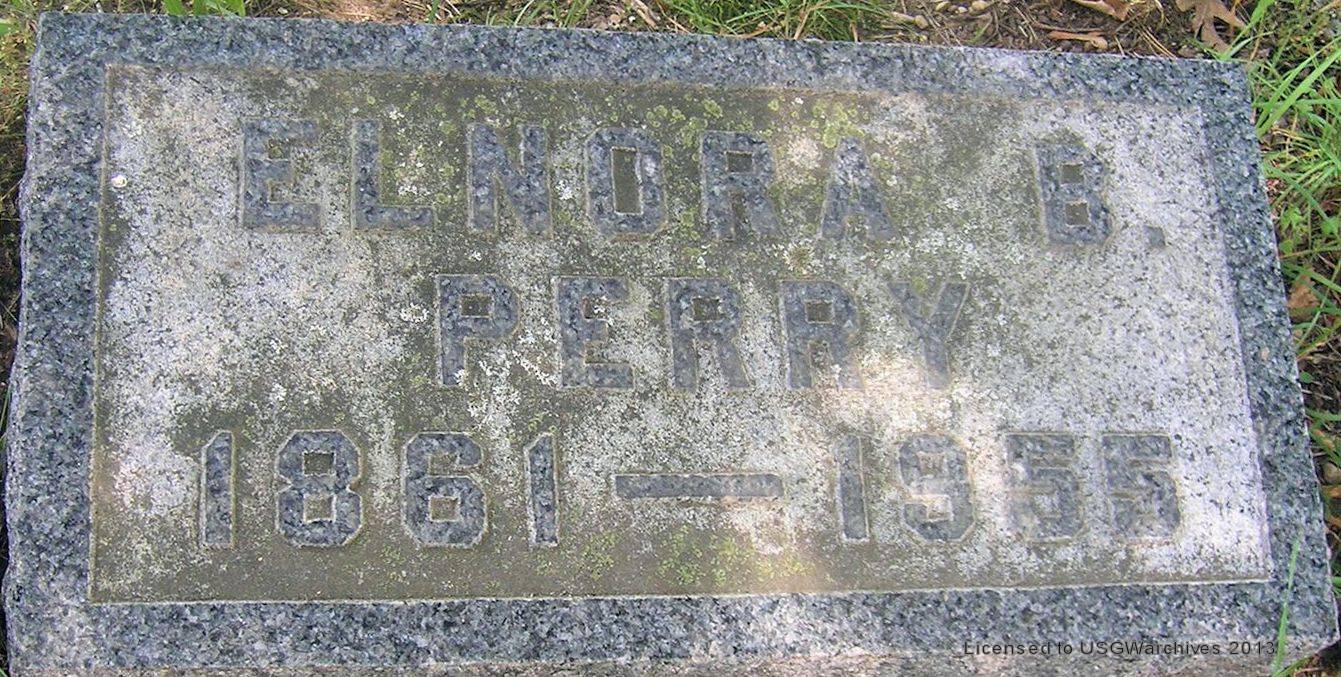 ELNORA B.
PERRY
1861 — 1955
Licensed to USGWarchives 2013